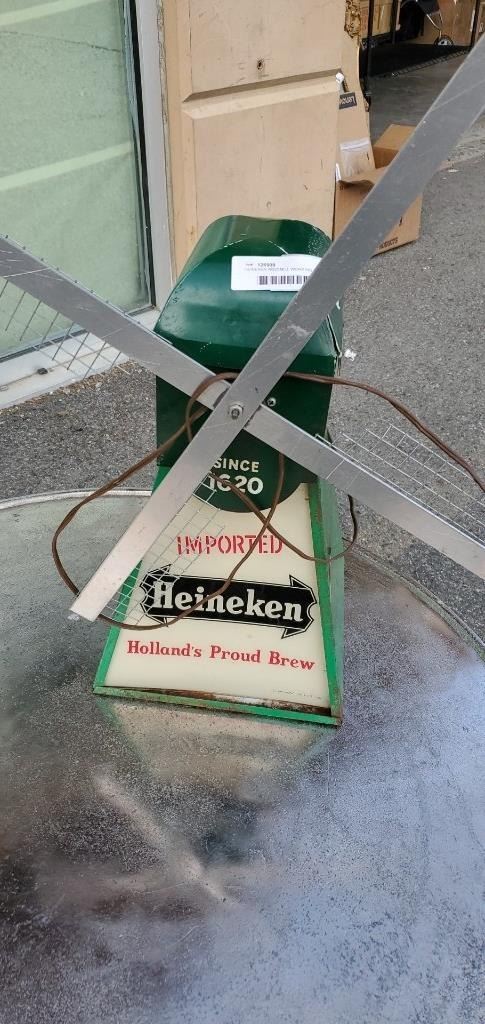 SINCE
1620
IMPORTED
Heineken
Holland's Proud Brew